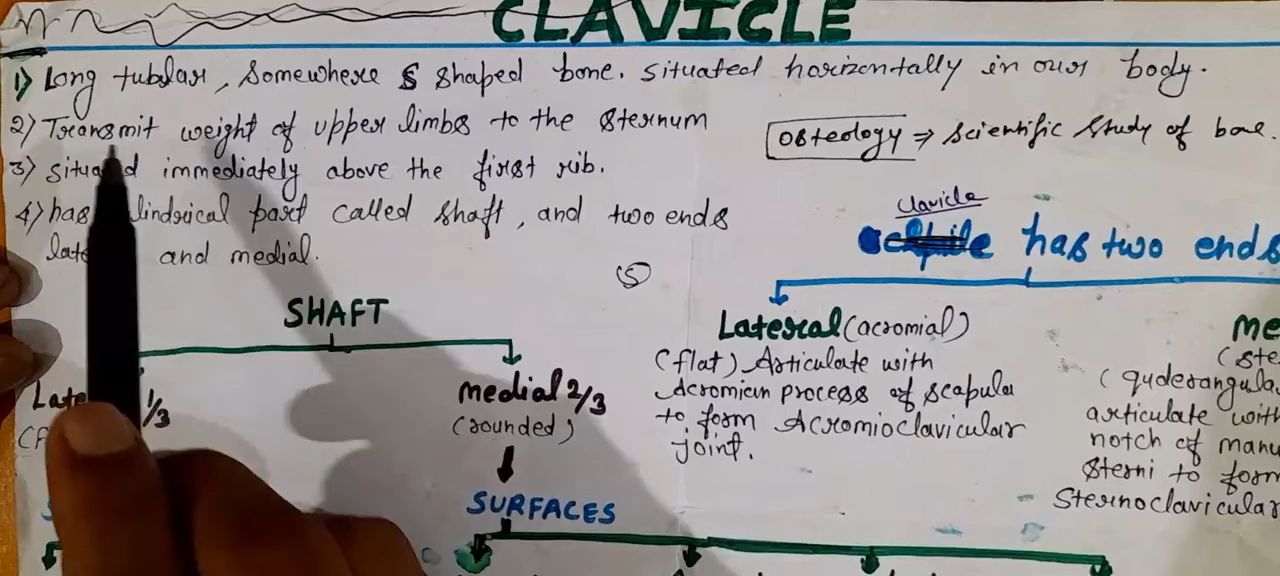 CLAVICLE
1) Long tubular, Somewhere S shaped bone. situated horizontally in our body.
2) Transmit weight of upper limbs to the sternum
3) situa d immediately above the first rib.
4) has lindrical part called shaft, and two ends
late and medial.
Osteology => Scientific study of bone.
Clavicle
has two ends
SHAFT
Late 1/3
medial 2/3
(rounded)
SURFACES
Lateral (acromial)
(flat) Articulate with
Acromian process of scapula
to form Acromioclavicular
joint.
Me
(ste
(quderangula
articulate with
notch of manu
sterni to form
Sternoclavicular